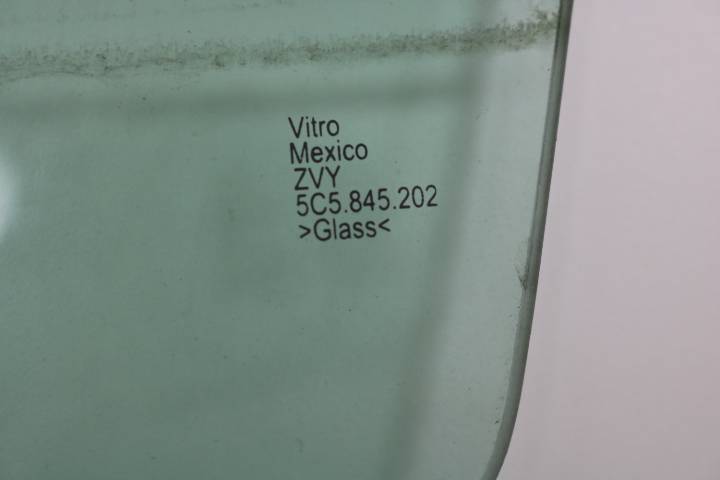 Vitro
Mexico
ZVY
5C5.845.202
>Glass<